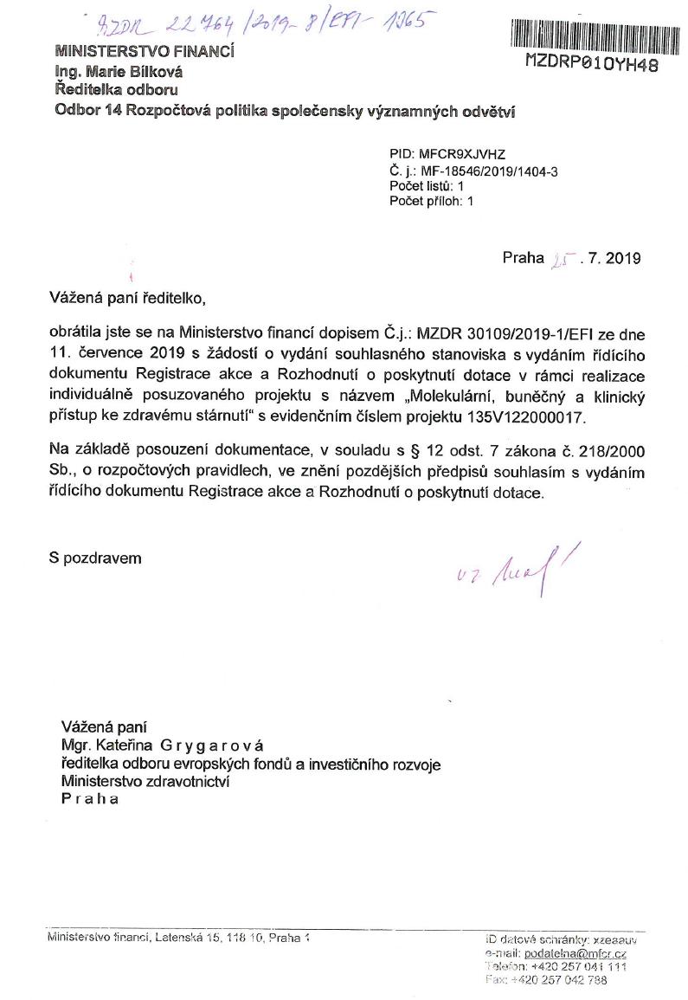 MZDR 22764/2019-8/EFI-
MZDRP01OYH48
MINISTERSTVO FINANCÍ
Ing. Marie Bílková
Ředitelka odboru
Odbor 14 Rozpočtová politika společensky významných odvětví
PID: MFCR9XJVHZ
Č. j.: MF-18546/2019/1404-3
Počet listů: 1
Počet příloh: 1
Praha 25. 7. 2019
Vážená paní ředitelko,
obrátila jste se na Ministerstvo financí dopisem Č.j.: MZDR 30109/2019-1/EFI ze dne
11. července 2019 s žádostí o vydání souhlasného stanoviska s vydáním řídícího
dokumentu Registrace akce a Rozhodnutí o poskytnutí dotace v rámci realizace
individuálně posuzovaného projektu s názvem „Molekulární, buněčný a klinický
přístup ke zdravému stárnutí“ s evidenčním číslem projektu 135V122000017.
Na základě posouzení dokumentace, v souladu s § 12 odst. 7 zákona č. 218/2000
Sb., o rozpočtových pravidlech, ve znění pozdějších předpisů souhlasím s vydáním
řídícího dokumentu Registrace akce a Rozhodnutí o poskytnutí dotace.
S pozdravem
vz
Vážená paní
Mgr. Kateřina G r y g a r o v á
ředitelka odboru evropských fondů a investičního rozvoje
Ministerstvo zdravotnictví
P r a h a
Ministerstvo financí, Letenská 15, 118 10, Praha 1
ID datové schránky: xzeaauv
e-mail: podatelna@mfcr.cz
Telefon: +420 257 041 111
Fax: +420 257 042 788